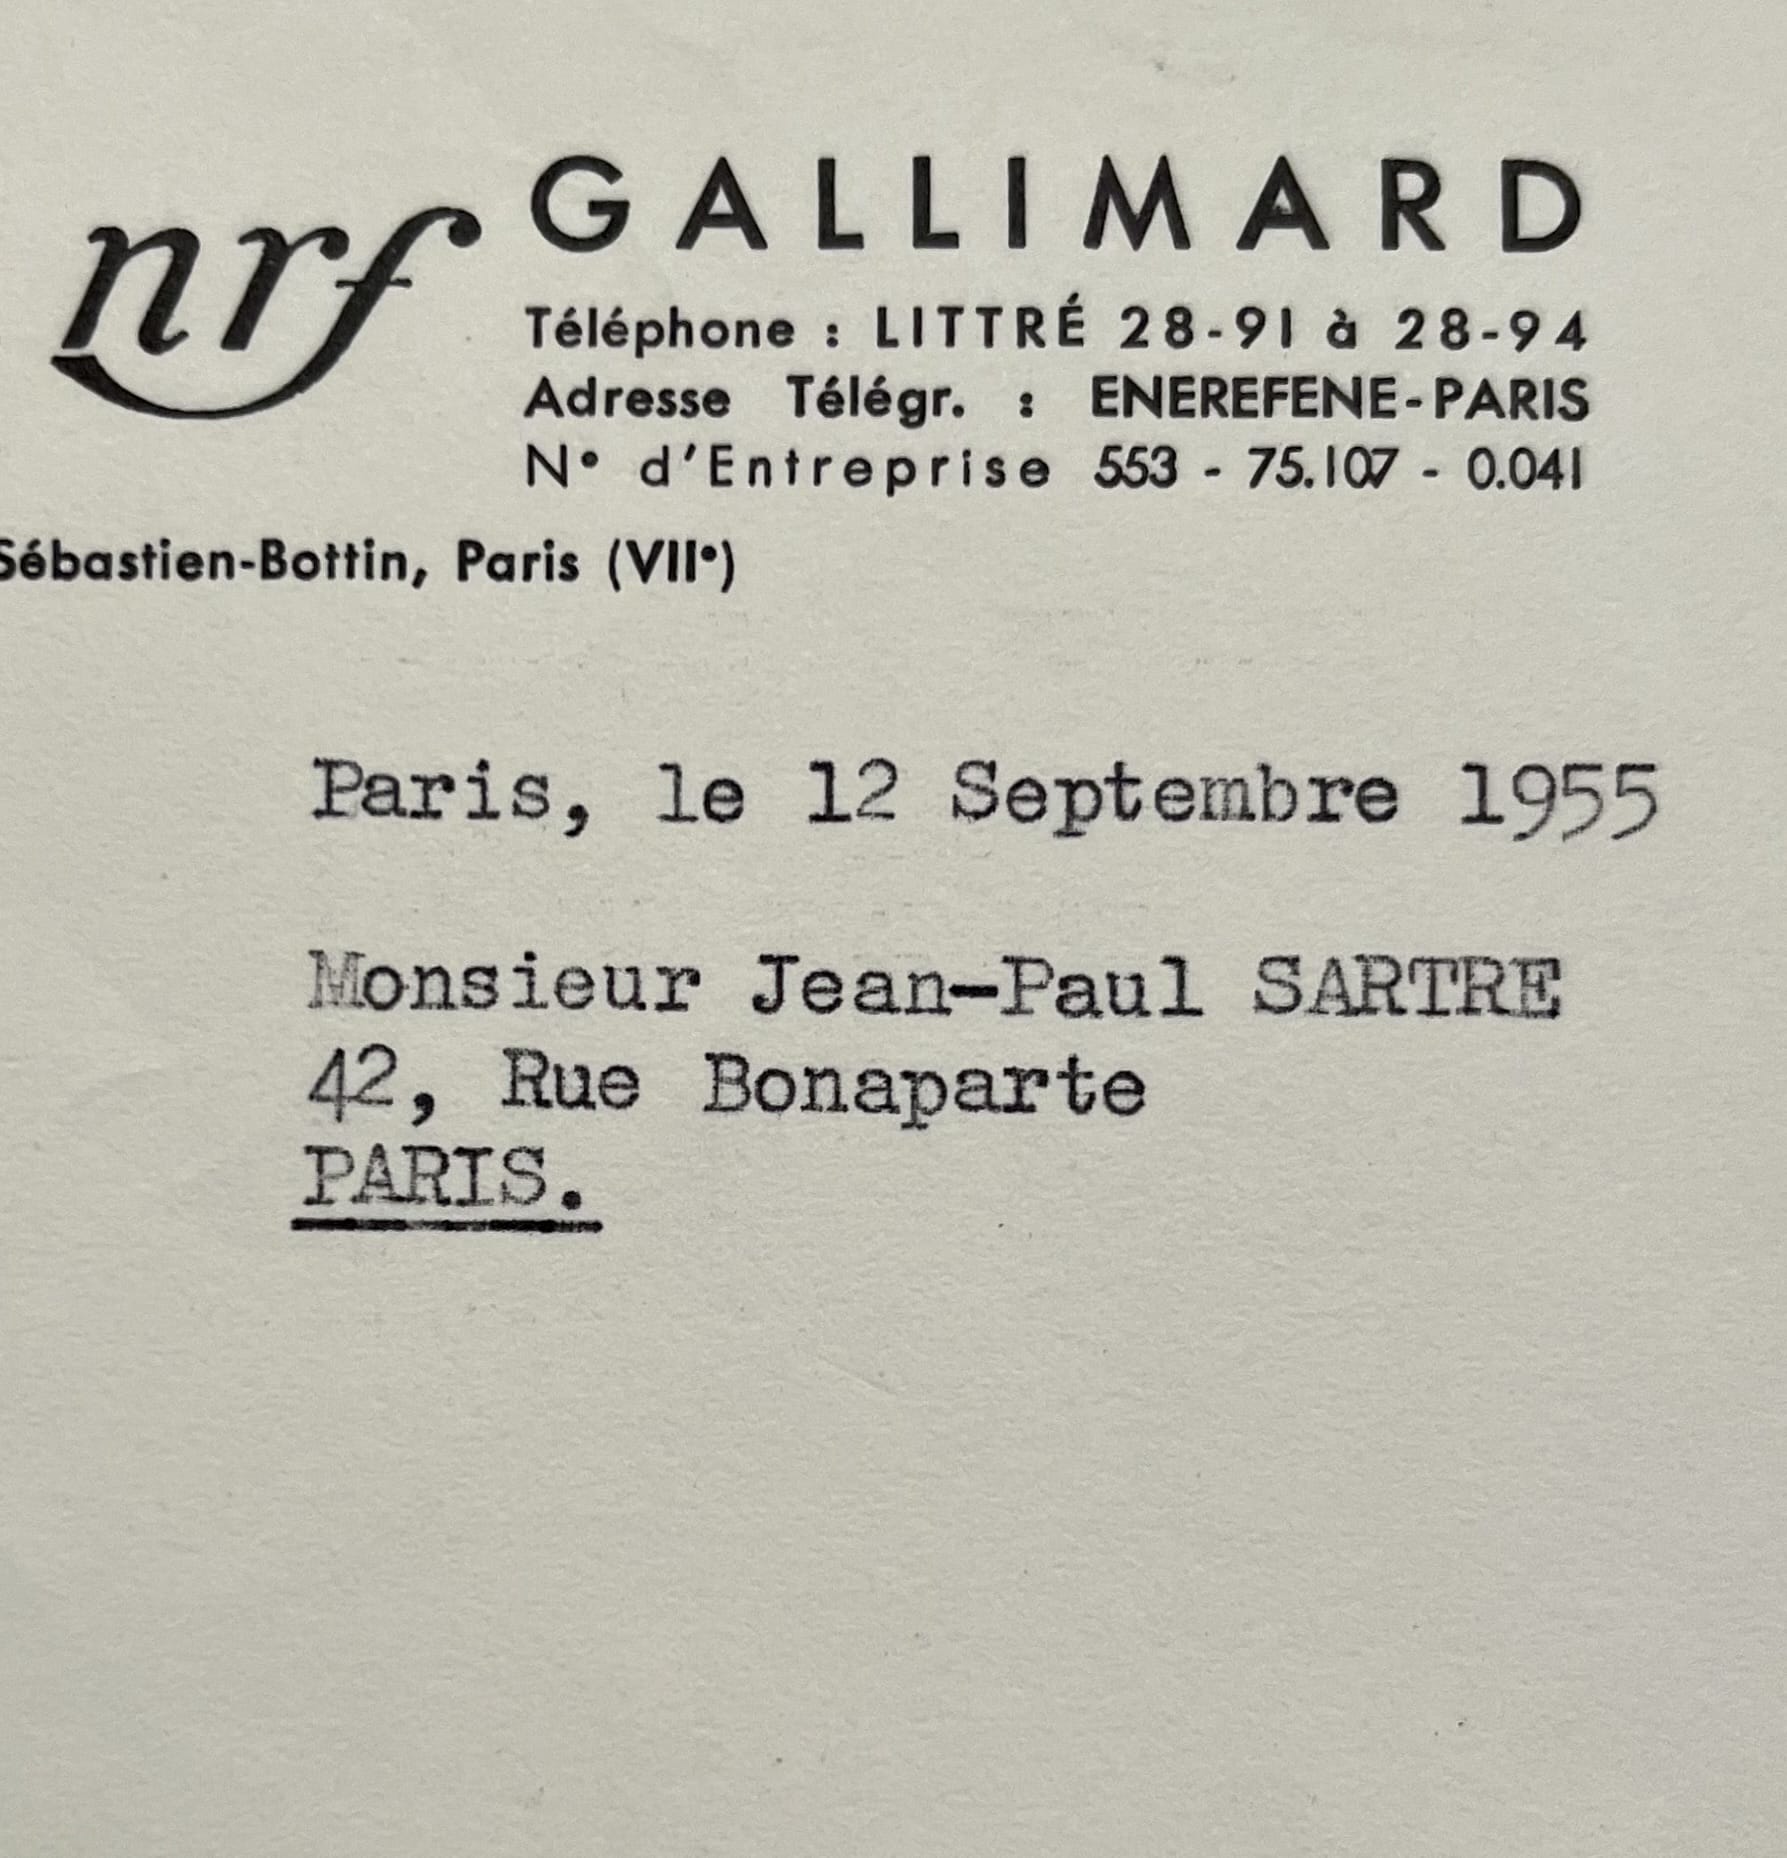 nrf GALLIMARD
Téléphone : LITTRÉ 28-91 à 28-94
Adresse Télégr. : ENEREFENE-PARIS
N° d'Entreprise 553 - 75.107 - 0.041
Sébastien-Bottin, Paris (VIIe)
Paris, le 12 Septembre 1955
Monsieur Jean-Paul SARTRE
42, Rue Bonaparte
PARIS.